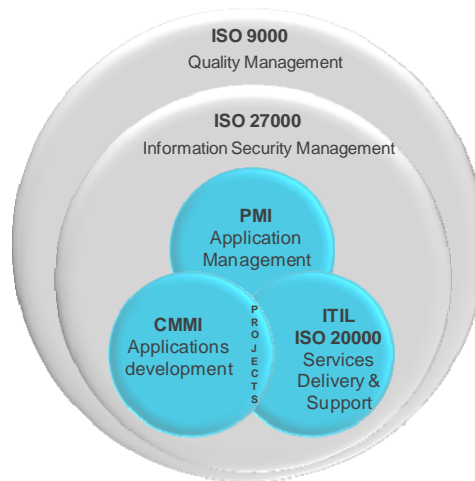 ISO 9000
Quality Management
ISO 27000
Information Security Management
PMI
Application
Management
CMMI
Applications
development
PROJECTS
ITIL
ISO 20000
Services
Delivery &
Support